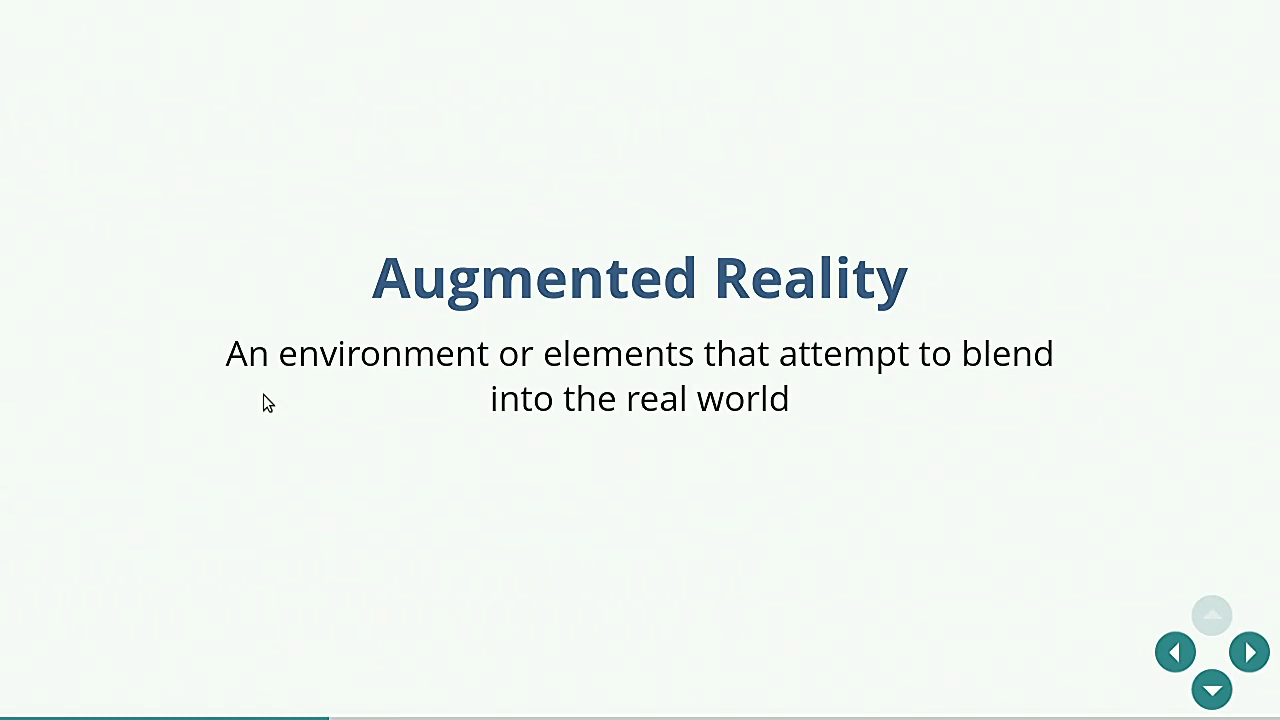 Augmented Reality
An environment or elements that attempt to blend
into the real world